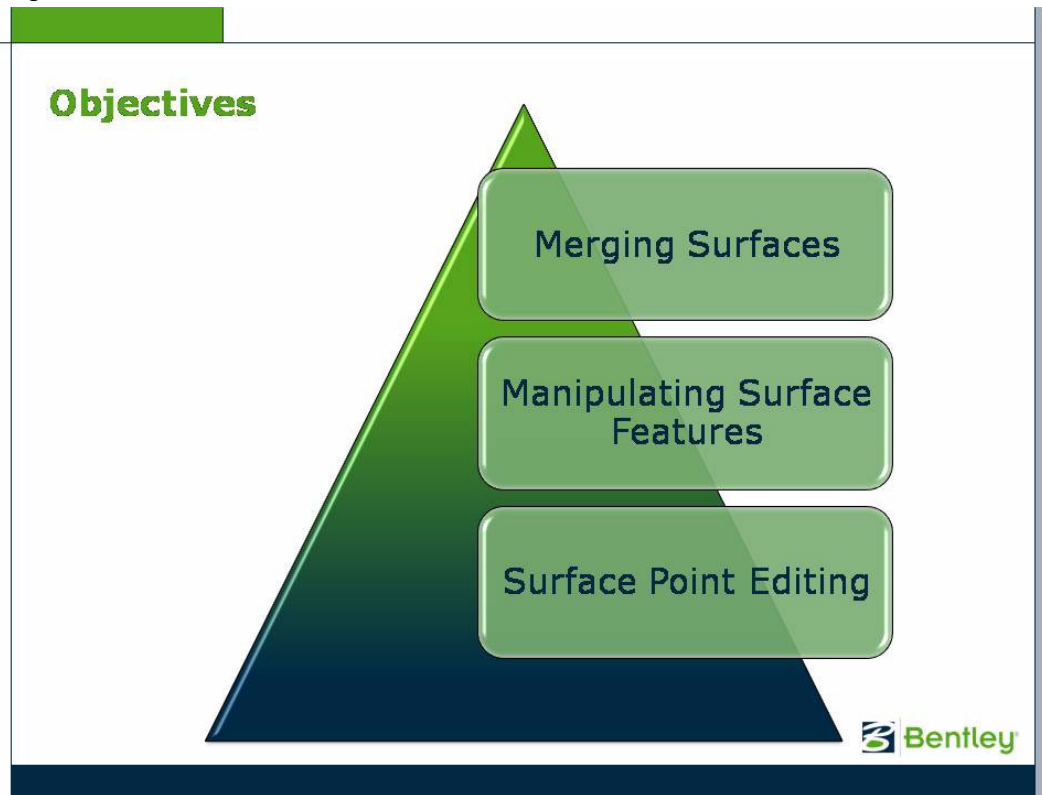 Objectives
Merging Surfaces
Manipulating Surface
Features
Surface Point Editing
Bentley